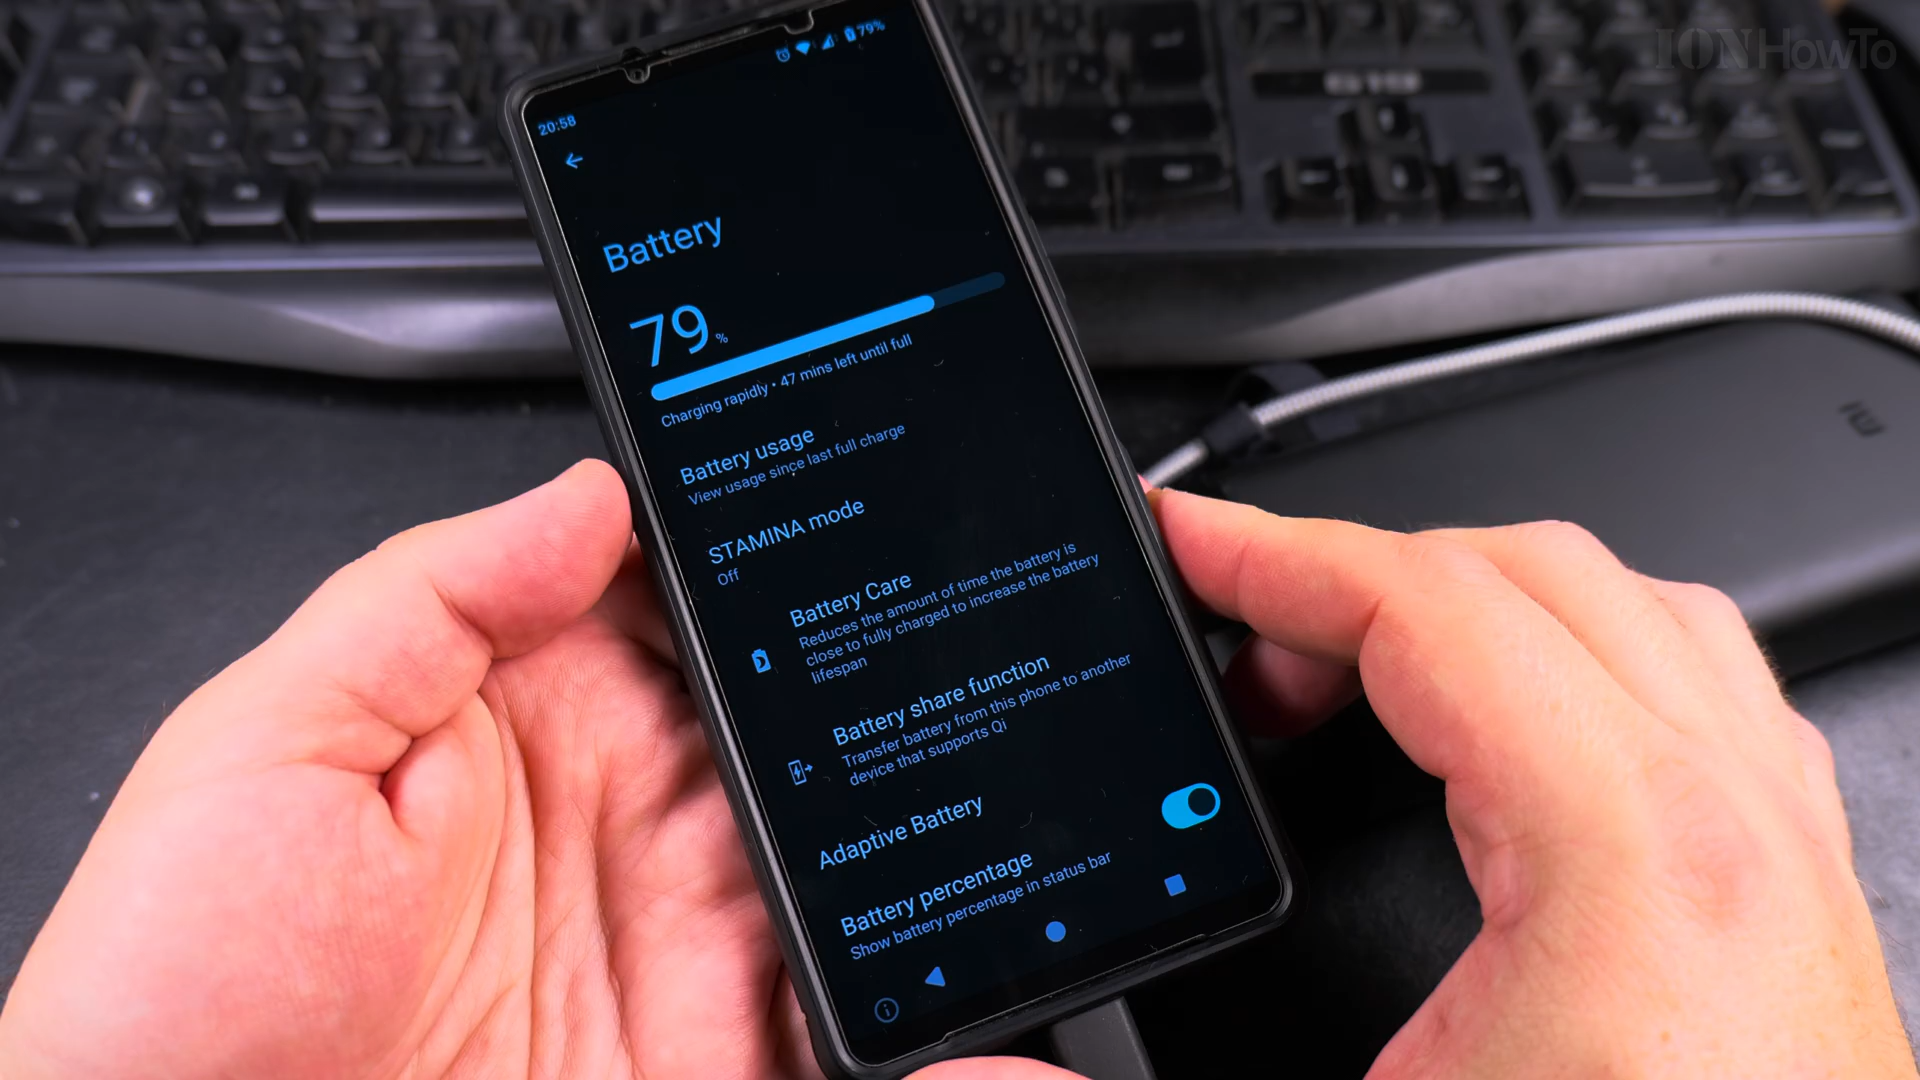 ION HowTo
G19
79%
20:58
Battery
79 %
Charging rapidly • 47 mins left until full
Battery usage
View usage since last full charge
STAMINA mode
Off
Battery Care
Reduces the amount of time the battery is
close to fully charged to increase the battery
lifespan
Battery share function
Transfer battery from this phone to another
device that supports Qi
Adaptive Battery
Battery percentage
Show battery percentage in status bar